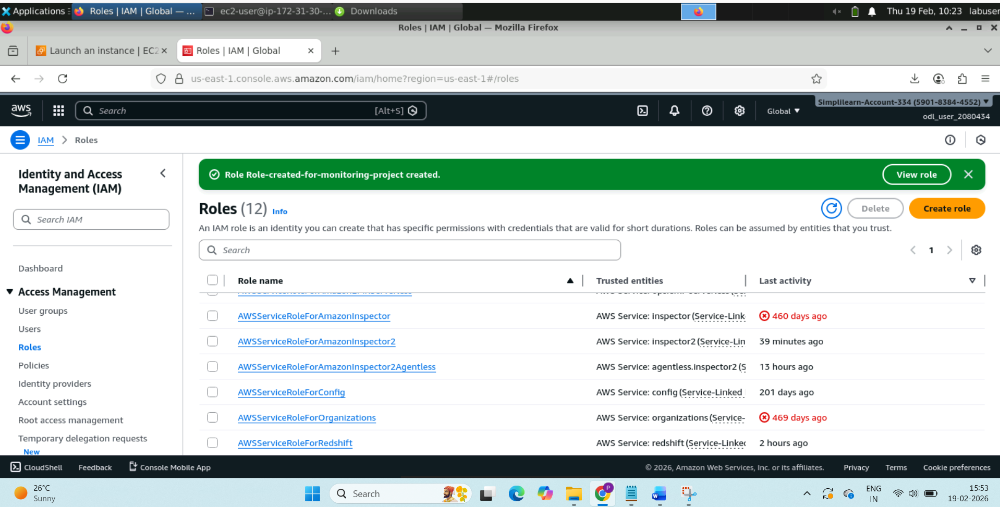 Applications
Roles | IAM | Global — ...
ec2-user@ip-172-31-30-...
Downloads
Thu 19 Feb, 10:23 labuser
Roles | IAM | Global — Mozilla Firefox
Launch an instance | EC2
Roles | IAM | Global
us-east-1.console.aws.amazon.com/iam/home?region=us-east-1#/roles
aws
Search
[Alt+S]
Global
Simplilearn-Account-334 (5901-8384-4552)
odl_user_2080434
IAM
Roles
Identity and Access
Management (IAM)
Search IAM
Dashboard
Access Management
User groups
Users
Roles
Policies
Identity providers
Account settings
Root access management
Temporary delegation requests
New
Role Role-created-for-monitoring-project created.
View role
Roles (12) Info
Delete
Create role
An IAM role is an identity you can create that has specific permissions with credentials that are valid for short durations. Roles can be assumed by entities that you trust.
Search
1
Role name
Trusted entities
Last activity
AWSServiceRoleForAmazonInspector
AWS Service: inspector (Service-Link
460 days ago
AWSServiceRoleForAmazonInspector2
AWS Service: inspector2 (Service-Lin
39 minutes ago
AWSServiceRoleForAmazonInspector2Agentless
AWS Service: agentless.inspector2 (S
13 hours ago
AWSServiceRoleForConfig
AWS Service: config (Service-Linked
201 days ago
AWSServiceRoleForOrganizations
AWS Service: organizations (Service-
469 days ago
AWSServiceRoleForRedshift
AWS Service: redshift (Service-Linked
2 hours ago
CloudShell
Feedback
Console Mobile App
© 2026, Amazon Web Services, Inc. or its affiliates.
Privacy
Terms
Cookie preferences
26°C
Sunny
Search
P
ENG
IN
15:53
19-02-2026